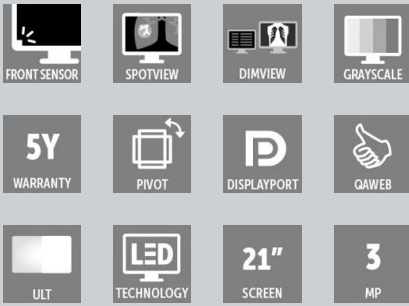 FRONT SENSOR
SPOTVIEW
DIMVIEW
GRAYSCALE
5Y
WARRANTY
PIVOT
DISPLAYPORT
QAWEB
ULT
LED
TECHNOLOGY
21"
SCREEN
3
MP